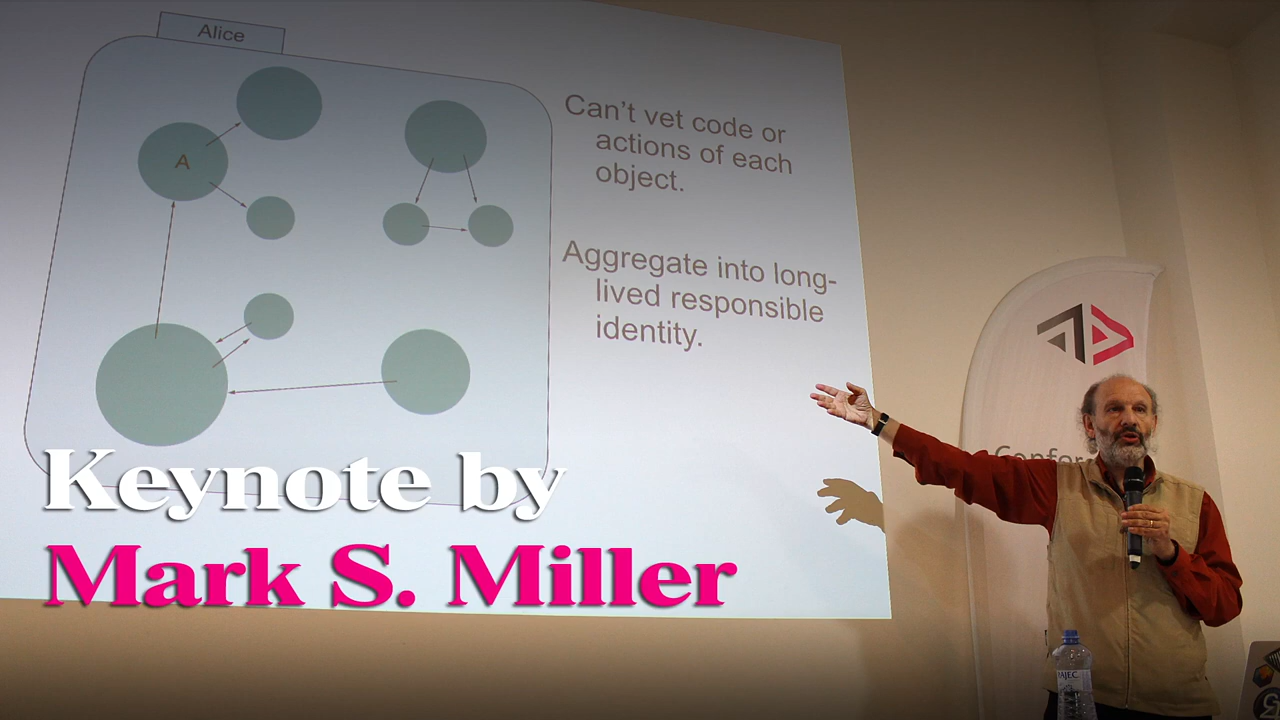 Alice
A
Can't vet code or
actions of each
object.
Aggregate into long-
lived responsible
identity.
Keynote by
Mark S. Miller
RAJEC